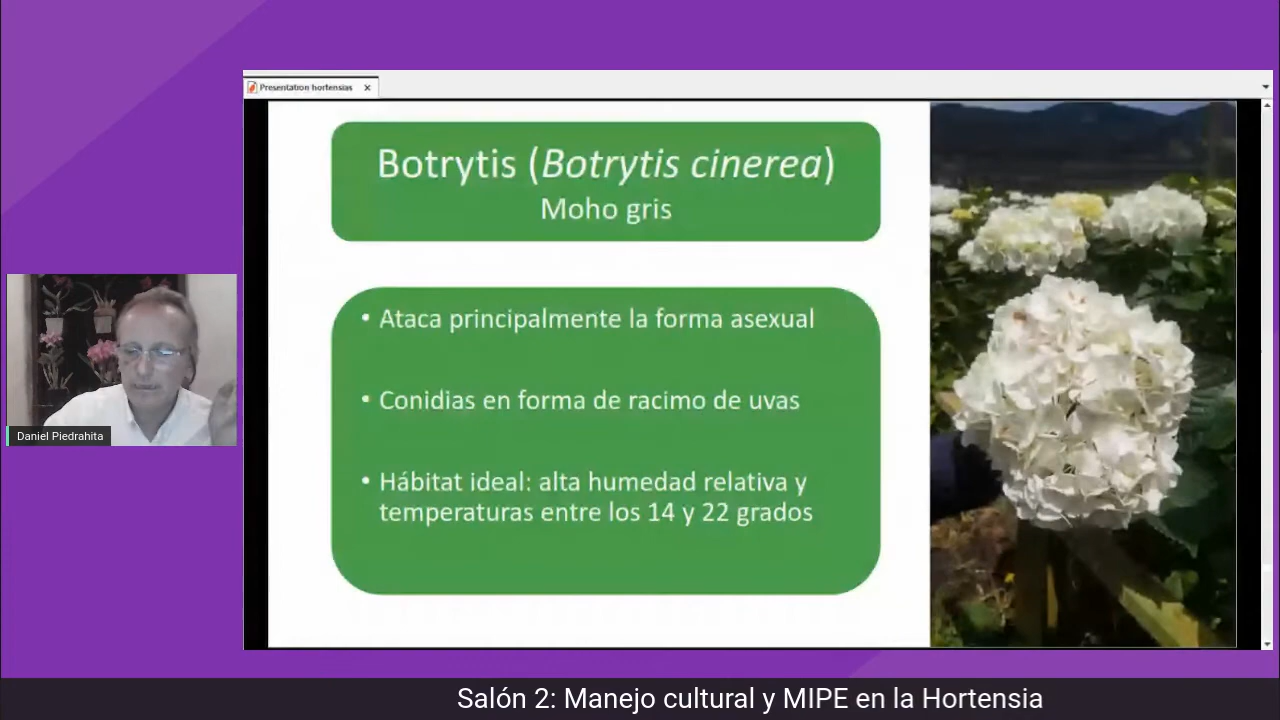 Presentation hortensias
Botrytis (Botrytis cinerea)
Moho gris
• Ataca principalmente la forma asexual
• Conidias en forma de racimo de uvas
• Hábitat ideal: alta humedad relativa y
temperaturas entre los 14 y 22 grados
Daniel Piedrahita
Salón 2: Manejo cultural y MIPE en la Hortensia